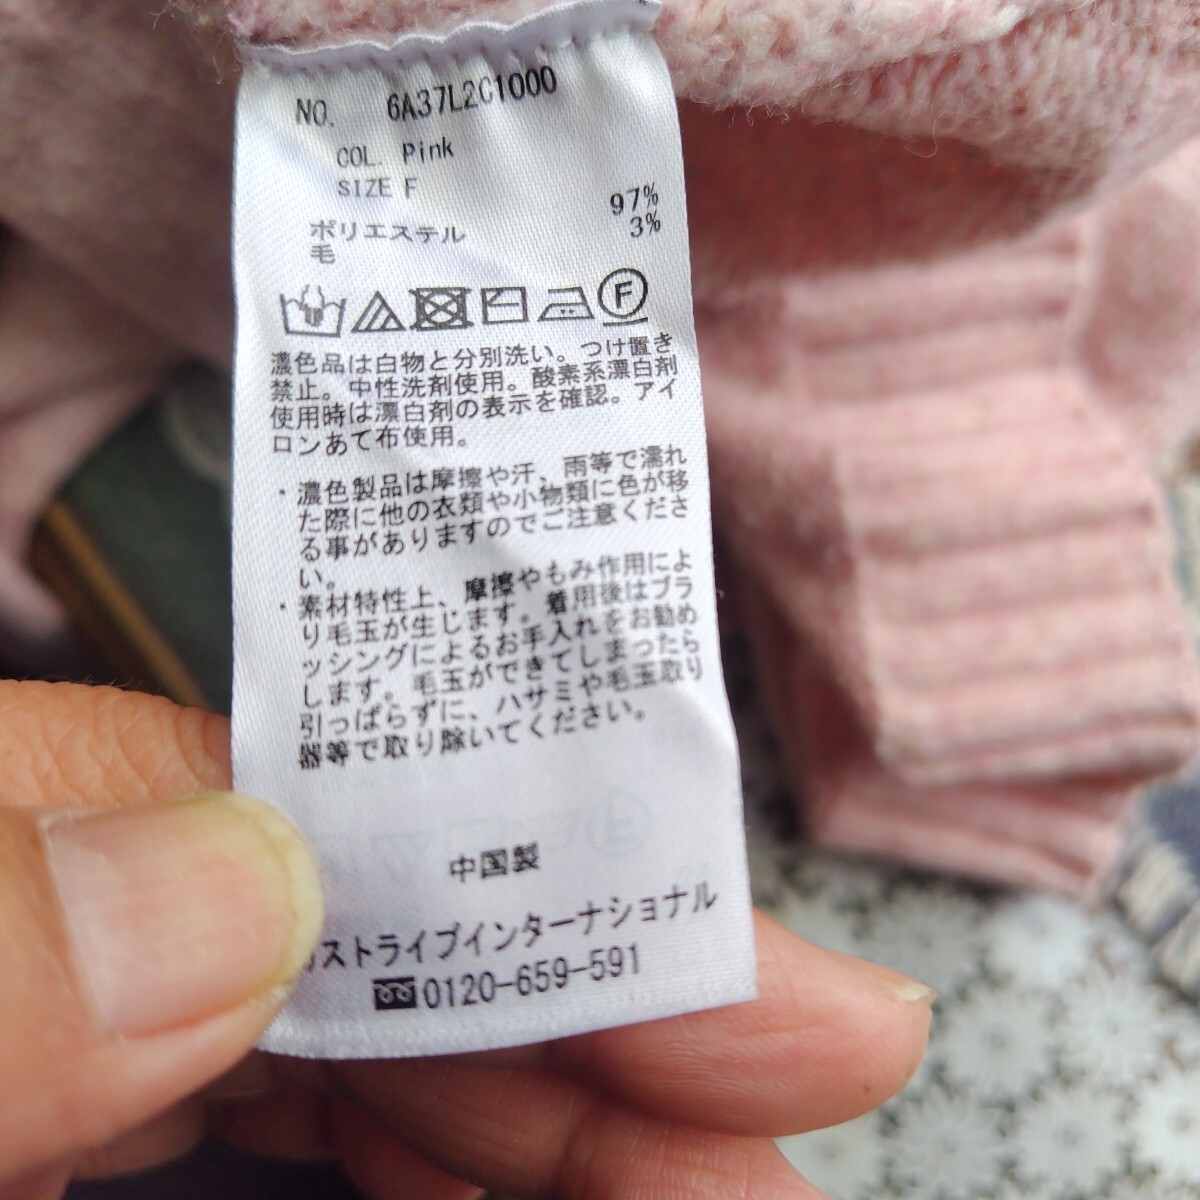 NO. 6A37L2C1000
COL. Pink
SIZE F
ポリエステル 97%
毛 3%
F
濃色品は白物と分別洗い。つけ置き
禁止。中性洗剤使用。酸素系漂白剤
使用時は漂白剤の表示を確認。アイ
ロンあて布使用。
・濃色製品は摩擦や汗、雨等で濡れ
た際に他の衣類や小物類に色が移
る事がありますのでご注意くださ
い。
・素材特性上、摩擦やもみ作用によ
り毛玉が生じます。着用後はブラ
ッシングによるお手入れをお勧め
します。毛玉ができてしまったら
引っぱらずに、ハサミや毛玉取り
器等で取り除いてください。
中国製
ストライプインターナショナル
0120-659-591